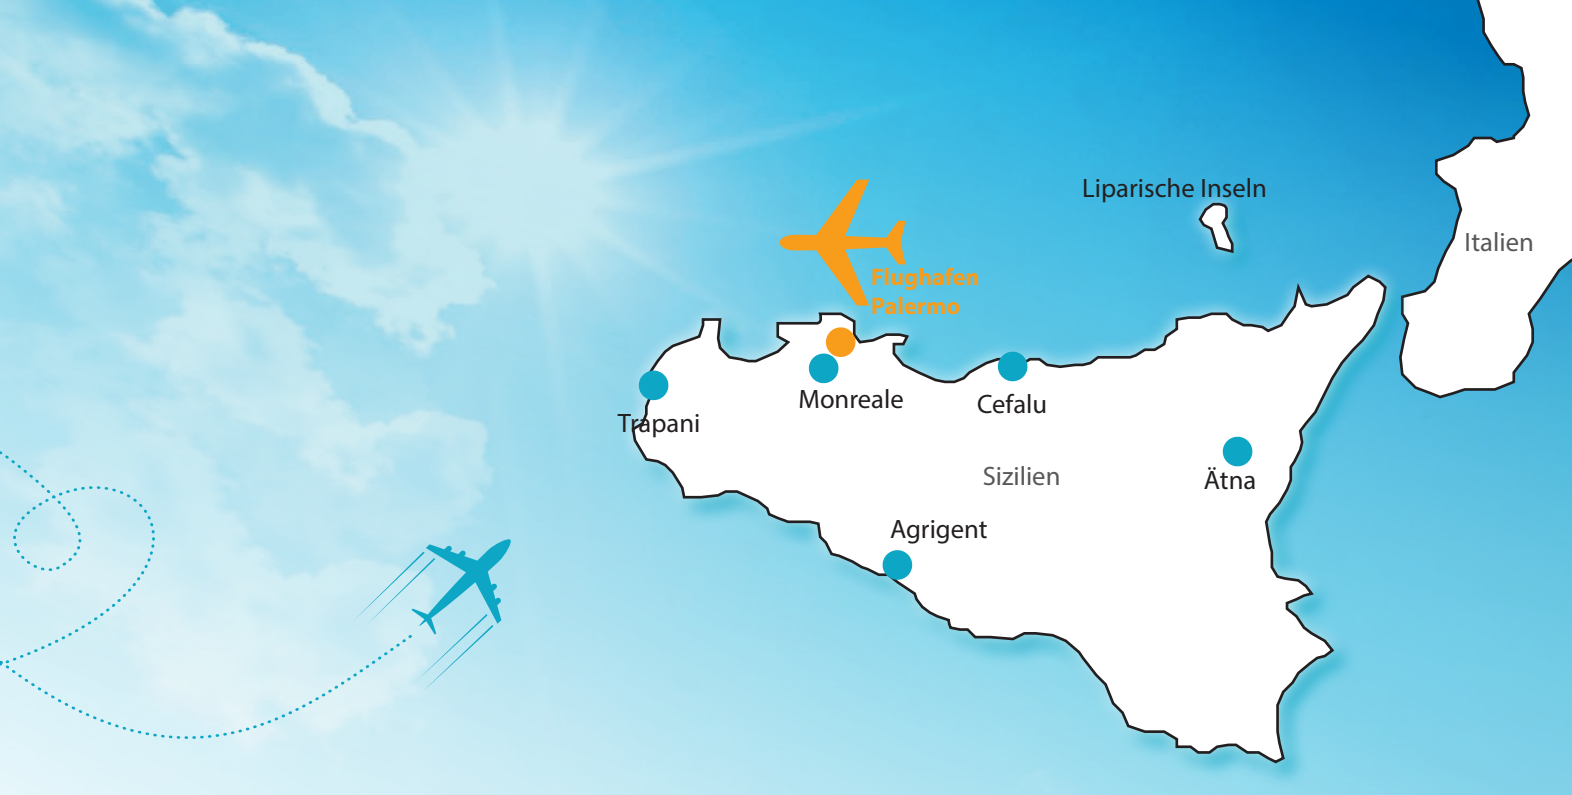 Liparische Inseln
Italien
Flughafen
Palermo
Monreale
Cefalu
Trapani
Sizilien
Ätna
Agrigent